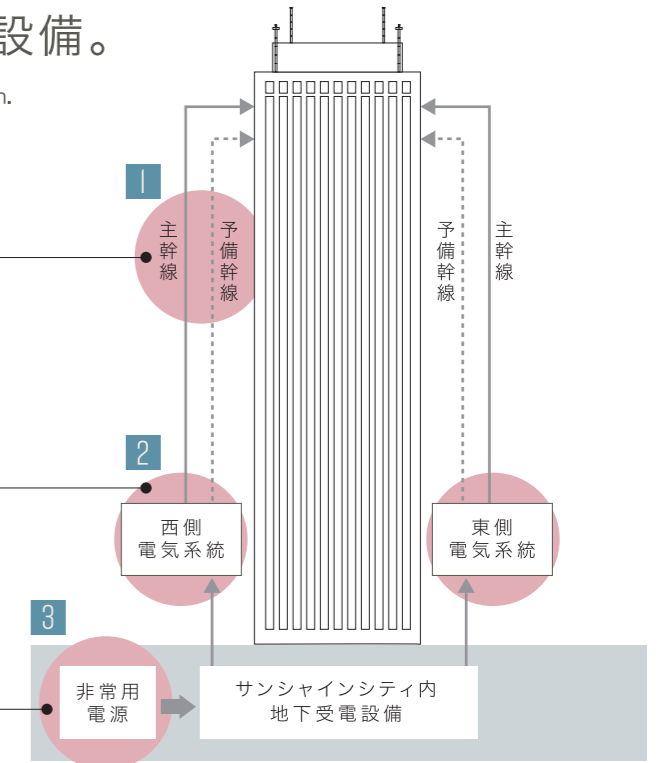 設備。
n.
1
主幹線
予備幹線
予備幹線
主幹線
2
西側
電気系統
東側
電気系統
3
非常用
電源
サンシャインシティ内
地下受電設備